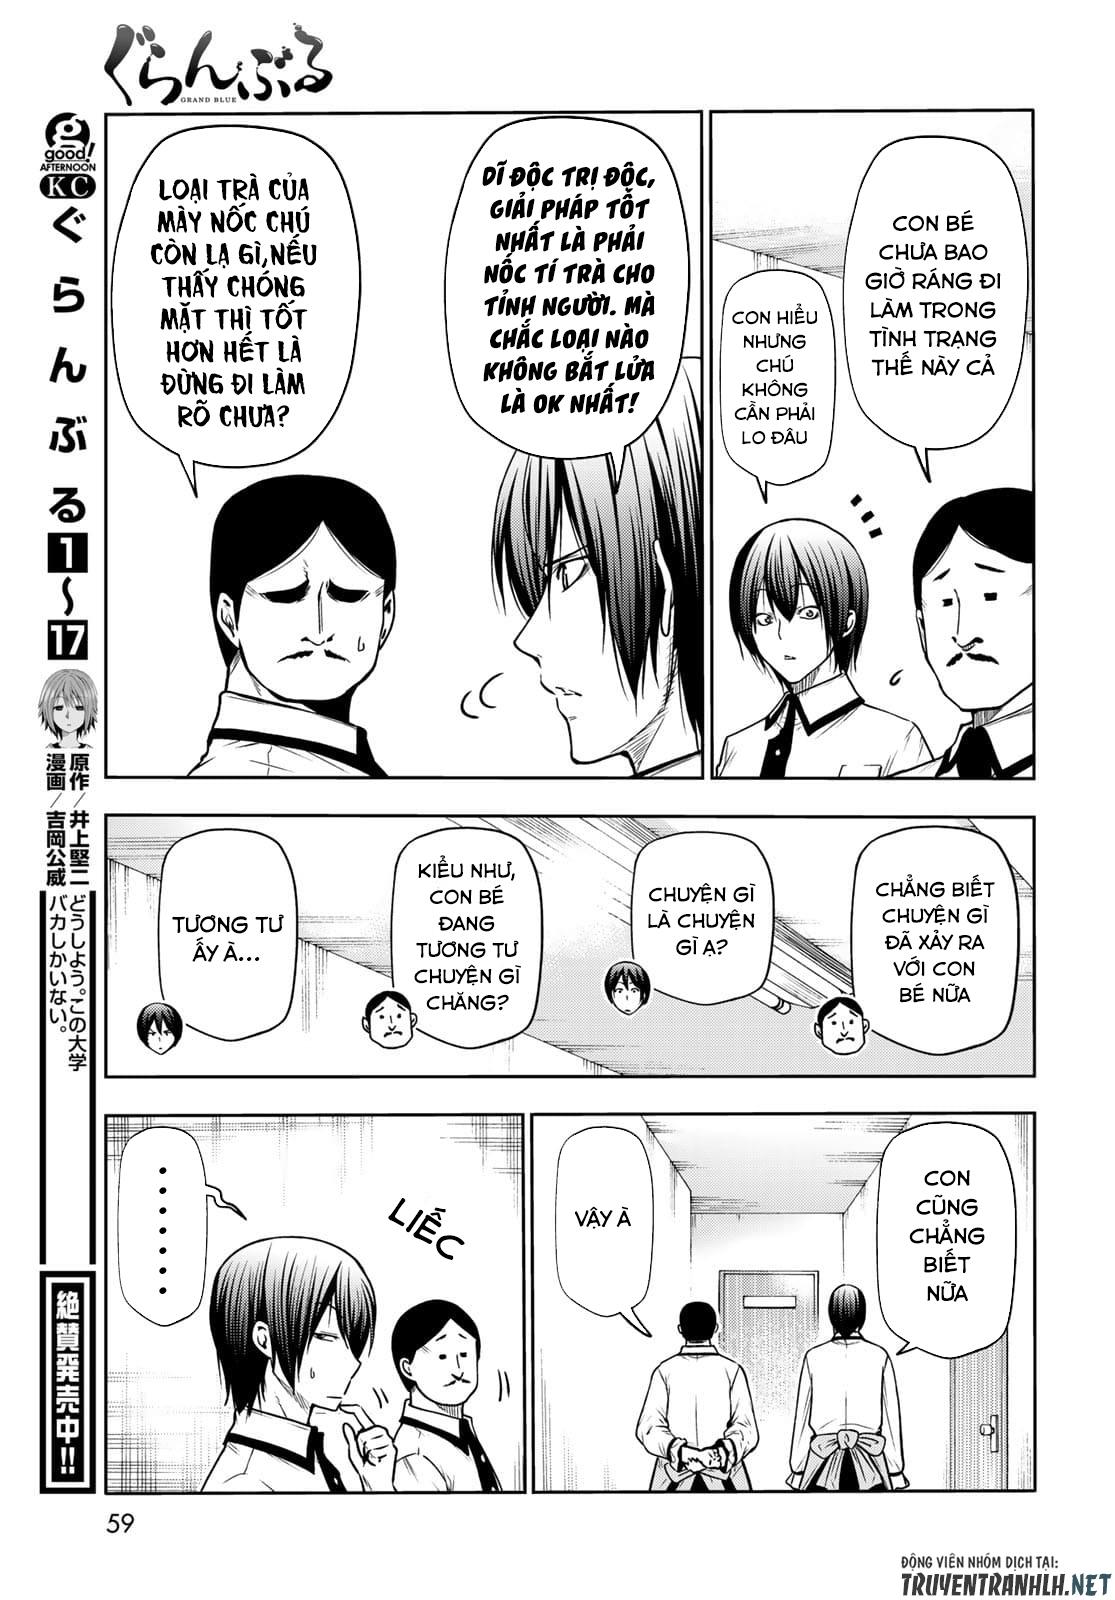 ぐらんぶる
GRAND BLUE
good!
AFTERNOON
KC
ぐらんぶる
1～17
原作／井上堅二
漫画／吉岡公威
どうしよう。この大学
バカしかいない。
絶賛発売中!!
CON BÉ
CHƯA BAO
GIỜ RÁNG ĐI
LÀM TRONG
TÌNH TRẠNG
THẾ NÀY CẢ
CON HIỂU
NHƯNG
CHÚ
KHÔNG
CẦN PHẢI
LO ĐÂU
DĨ ĐỘC TRỊ ĐỘC,
GIẢI PHÁP TỐT
NHẤT LÀ PHẢI
NỐC TÍ TRÀ CHO
TỈNH NGƯỜI. MÀ
CHẮC LOẠI NÀO
KHÔNG BẮT LỬA
LÀ OK NHẤT!
LOẠI TRÀ CỦA
MÀY NỐC CHÚ
CÒN LẠ GÌ,NẾU
THẤY CHÓNG
MẶT THÌ TỐT
HƠN HẾT LÀ
ĐỪNG ĐI LÀM
RÕ CHƯA?
CHẲNG BIẾT
CHUYỆN GÌ
ĐÃ XẢY RA
VỚI CON
BÉ NỮA
CHUYỆN GÌ
LÀ CHUYỆN
GÌ Ạ?
KIỂU NHƯ,
CON BÉ
ĐANG
TƯƠNG TƯ
CHUYỆN GÌ
CHĂNG?
TƯƠNG TƯ
ẤY À...
CON
CŨNG
CHẲNG
BIẾT
NỮA
VẬY À
LIẾC
59
ĐỘNG VIÊN NHÓM DỊCH TẠI:
TRUYENTRANHLH.NET